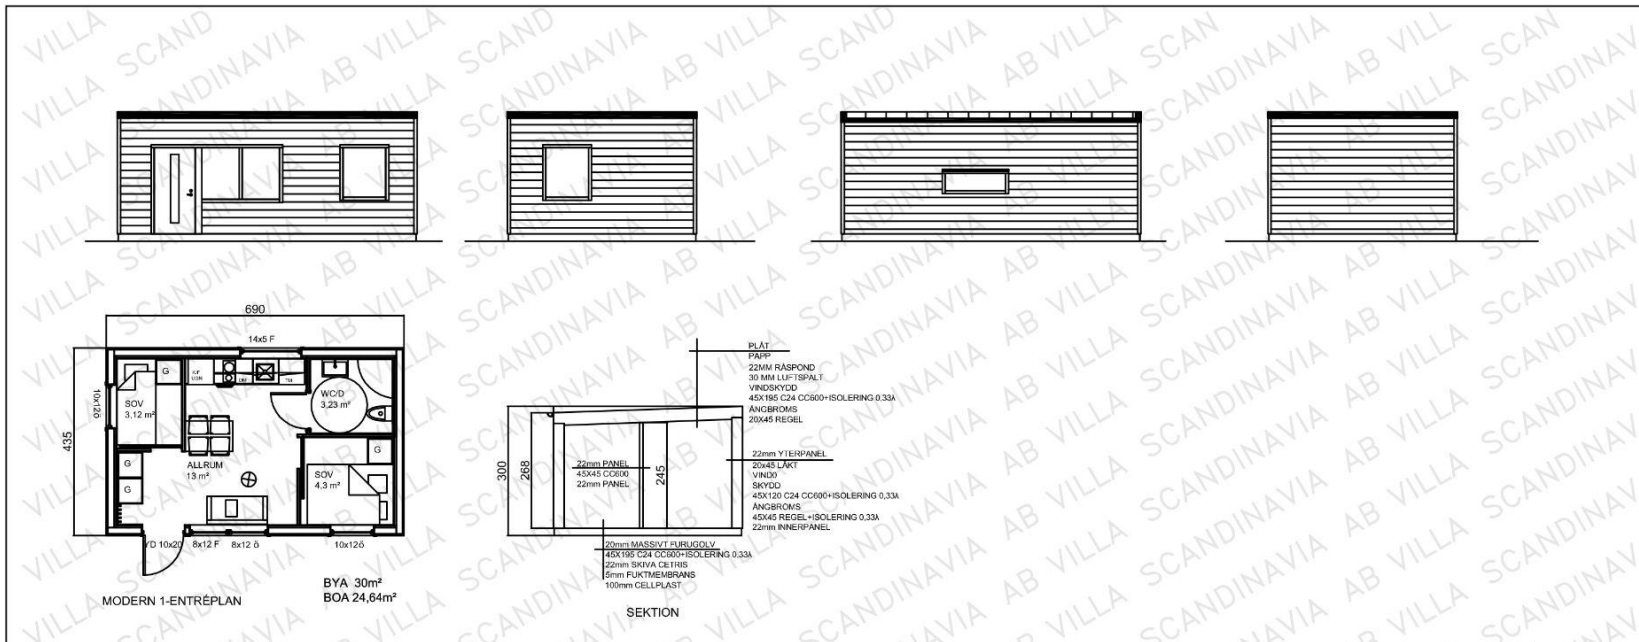 VILLA SCANDINAVIA AB
690
14x5 F
435
10x12ö
G
SOV
3,12 m²
DM
TM
WC/D
3,23 m²
G
G
ALLRUM
13 m²
SOV
4,3 m²
G
YD 10x20
8x12 F
8x12 ö
10x12ö
MODERN 1-ENTRÉPLAN
BYA 30m²
BOA 24,64m²
PLÅT
PAPP
22MM RÅSPOND
30 MM LUFTSPALT
VINDSKYDD
45X195 C24 CC600+ISOLERING 0,33λ
ÅNGBROMS
20X45 REGEL
300
268
245
22mm PANEL
45X45 CC600
22mm PANEL
22mm YTERPANEL
20x45 LÄKT
SKYDD
45X120 C24 CC600+ISOLERING 0,33λ
ÅNGBROMS
45X45 REGEL+ISOLERING 0,33λ
22mm INNERPANEL
20mm MASSIVT FURUGOLV
45X195 C24 CC600+ISOLERING 0.33λ
22mm SKIVA CETRIS
5mm FUKTMEMBRANS
100mm CELLPLAST
SEKTION